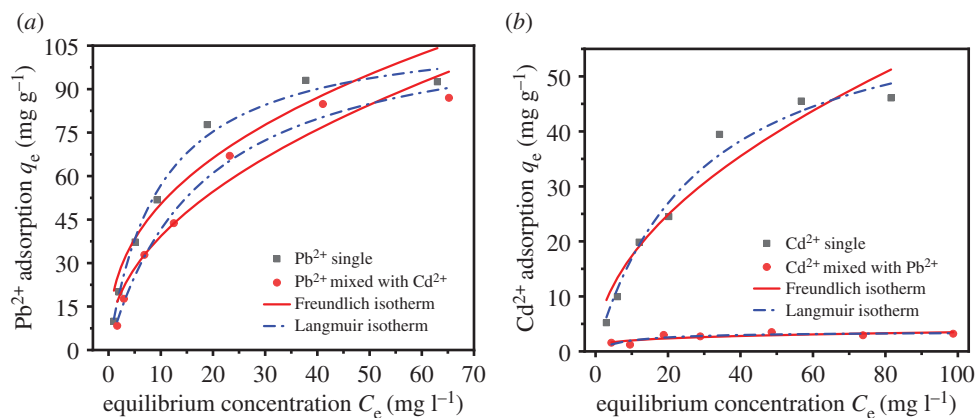 (a)
105
90
75
60
45
30
15
0
Pb²⁺ adsorption qₑ (mg g⁻¹)
Pb²⁺ single
Pb²⁺ mixed with Cd²⁺
Freundlich isotherm
Langmuir isotherm
0 10 20 30 40 50 60 70
equilibrium concentration Cₑ (mg l⁻¹)
(b)
50
40
30
20
10
0
Cd²⁺ adsorption qₑ (mg g⁻¹)
Cd²⁺ single
Cd²⁺ mixed with Pb²⁺
Freundlich isotherm
Langmuir isotherm
0 20 40 60 80 100
equilibrium concentration Cₑ (mg l⁻¹)